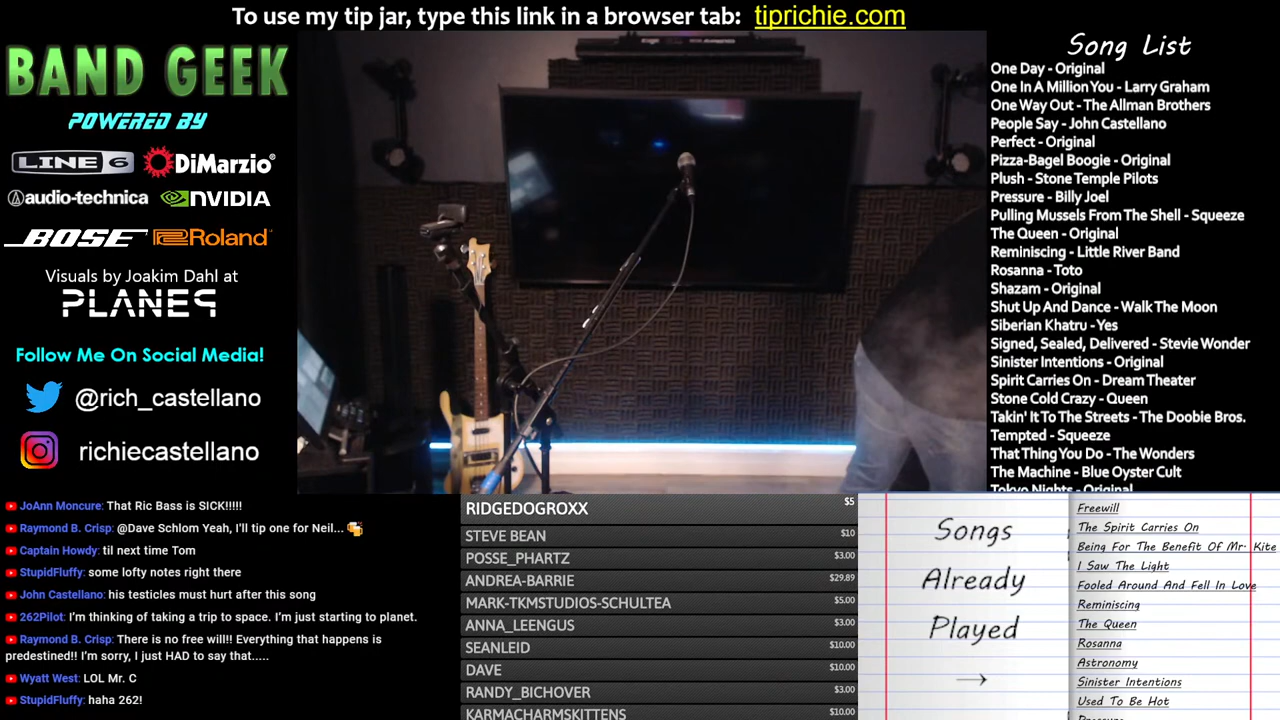 To use my tip jar, type this link in a browser tab: tiprichie.com
BAND GEEK
POWERED BY
LINE 6
DiMarzio
audio-technica
NVIDIA
BOSE
Roland
Visuals by Joakim Dahl at
PLANE9
Follow Me On Social Media!
@rich_castellano
richiecastellano
Song List
One Day - Original
One In A Million You - Larry Graham
One Way Out - The Allman Brothers
People Say - John Castellano
Perfect - Original
Pizza-Bagel Boogie - Original
Plush - Stone Temple Pilots
Pressure - Billy Joel
Pulling Mussels From The Shell - Squeeze
The Queen - Original
Reminiscing - Little River Band
Rosanna - Toto
Shazam - Original
Shut Up And Dance - Walk The Moon
Siberian Khatru - Yes
Signed, Sealed, Delivered - Stevie Wonder
Sinister Intentions - Original
Spirit Carries On - Dream Theater
Stone Cold Crazy - Queen
Takin' It To The Streets - The Doobie Bros.
Tempted - Squeeze
That Thing You Do - The Wonders
The Machine - Blue Oyster Cult
Tokyo Nights - Original
JoAnn Moncure: That Ric Bass is SICK!!!!!
Raymond B. Crisp: @Dave Schlom Yeah, I'll tip one for Neil...
Captain Howdy: til next time Tom
StupidFluffy: some lofty notes right there
John Castellano: his testicles must hurt after this song
262Pilot: I'm thinking of taking a trip to space. I'm just starting to planet.
Raymond B. Crisp: There is no free will!! Everything that happens is
predestined!! I'm sorry, I just HAD to say that.....
Wyatt West: LOL Mr. C
StupidFluffy: haha 262!
RIDGEDOGROXX $5
STEVE BEAN $10
POSSE_PHARTZ $3.00
ANDREA-BARRIE $29.89
MARK-TKMSTUDIOS-SCHULTEA $5.00
ANNA_LEENGUS $3.00
SEANLEID $10.00
DAVE $10.00
RANDY_BICHOVER $3.00
KARMACHARMSKITTENS $10.00
Songs
Already
Played
→
Freewill
The Spirit Carries On
Being For The Benefit Of Mr. Kite
I Saw The Light
Fooled Around And Fell In Love
Reminiscing
The Queen
Rosanna
Astronomy
Sinister Intentions
Used To Be Hot